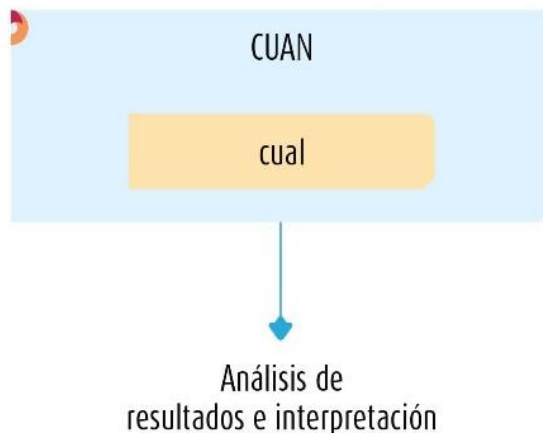 CUAN
cual
Análisis de
resultados e interpretación